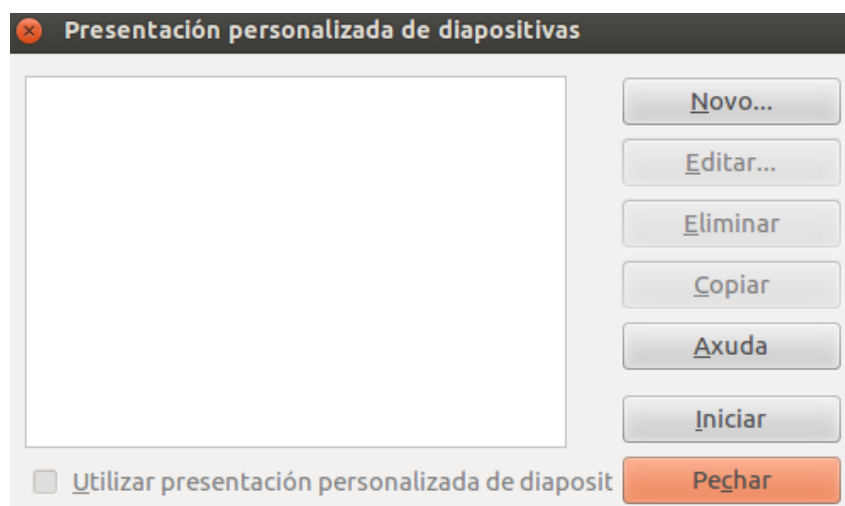 Presentación personalizada de diapositivas
Novo...
Editar...
Eliminar
Copiar
Axuda
Iniciar
Utilizar presentación personalizada de diaposit
Pechar